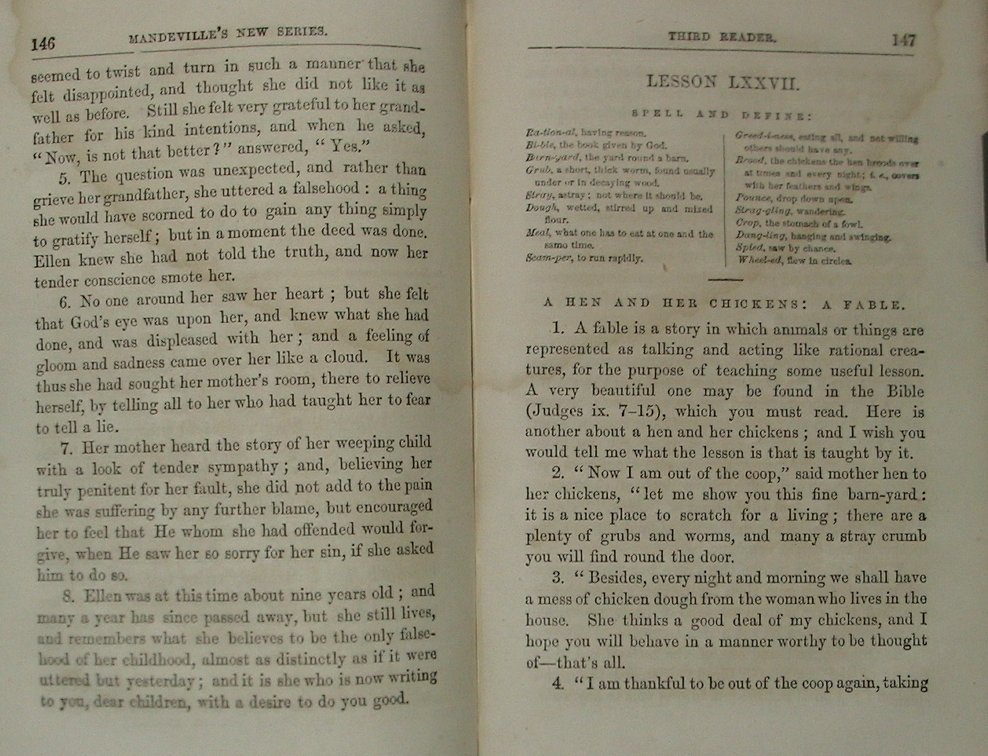 146
MANDEVILLE'S NEW SERIES.
seemed to twist and turn in such a manner that she
felt disappointed, and thought she did not like it as
well as before. Still she felt very grateful to her grand-
father for his kind intentions, and when he asked,
"Now, is not that better?" answered, "Yes."
5. The question was unexpected, and rather than
grieve her grandfather, she uttered a falsehood: a thing
she would have scorned to do to gain any thing simply
to gratify herself; but in a moment the deed was done.
Ellen knew she had not told the truth, and now her
tender conscience smote her.
6. No one around her saw her heart; but she felt
that God's eye was upon her, and knew what she had
done, and was displeased with her; and a feeling of
gloom and sadness came over her like a cloud. It was
thus she had sought her mother's room, there to relieve
herself, by telling all to her who had taught her to fear
to tell a lie.
7. Her mother heard the story of her weeping child
with a look of tender sympathy; and, believing her
truly penitent for her fault, she did not add to the pain
she was suffering by any further blame, but encouraged
her to feel that He whom she had offended would for-
give, when He saw her so sorry for her sin, if she asked
him to do so.
8. Ellen was at this time about nine years old; and
many a year has since passed away, but she still lives,
and remembers what she believes to be the only false-
hood of her childhood, almost as distinctly as if it were
uttered but yesterday; and it is she who is now writing
to you, dear children, with a desire to do you good.
THIRD READER.
147
LESSON LXXVII.
SPELL AND DEFINE:
Ra-tion-al, having reason.
Bi-ble, the book given by God.
Barn-yard, the yard round a barn.
Grub, a short, thick worm, found usually
under or in decaying wood.
Stray, astray; not where it should be.
Dough, wetted, stirred up and mixed
flour.
Meal, what one has to eat at one and the
same time.
Scam-per, to run rapidly.
Greed-i-ness, eating all, and not willing
others should have any.
Brood, the chickens the hen broods over
at times and every night; i. e., covers
with her feathers and wings.
Pounce, drop down upon.
Strag-gling, wandering.
Crop, the stomach of a fowl.
Dang-ling, hanging and swinging.
Spied, saw by chance.
Wheel-ed, flew in circles.
A HEN AND HER CHICKENS: A FABLE.
1. A fable is a story in which animals or things are
represented as talking and acting like rational crea-
tures, for the purpose of teaching some useful lesson.
A very beautiful one may be found in the Bible
(Judges ix. 7-15), which you must read. Here is
another about a hen and her chickens; and I wish you
would tell me what the lesson is that is taught by it.
2. "Now I am out of the coop," said mother hen to
her chickens, "let me show you this fine barn-yard:
it is a nice place to scratch for a living; there are a
plenty of grubs and worms, and many a stray crumb
you will find round the door.
3. "Besides, every night and morning we shall have
a mess of chicken dough from the woman who lives in the
house. She thinks a good deal of my chickens, and I
hope you will behave in a manner worthy to be thought
of—that's all.
4. "I am thankful to be out of the coop again, taking